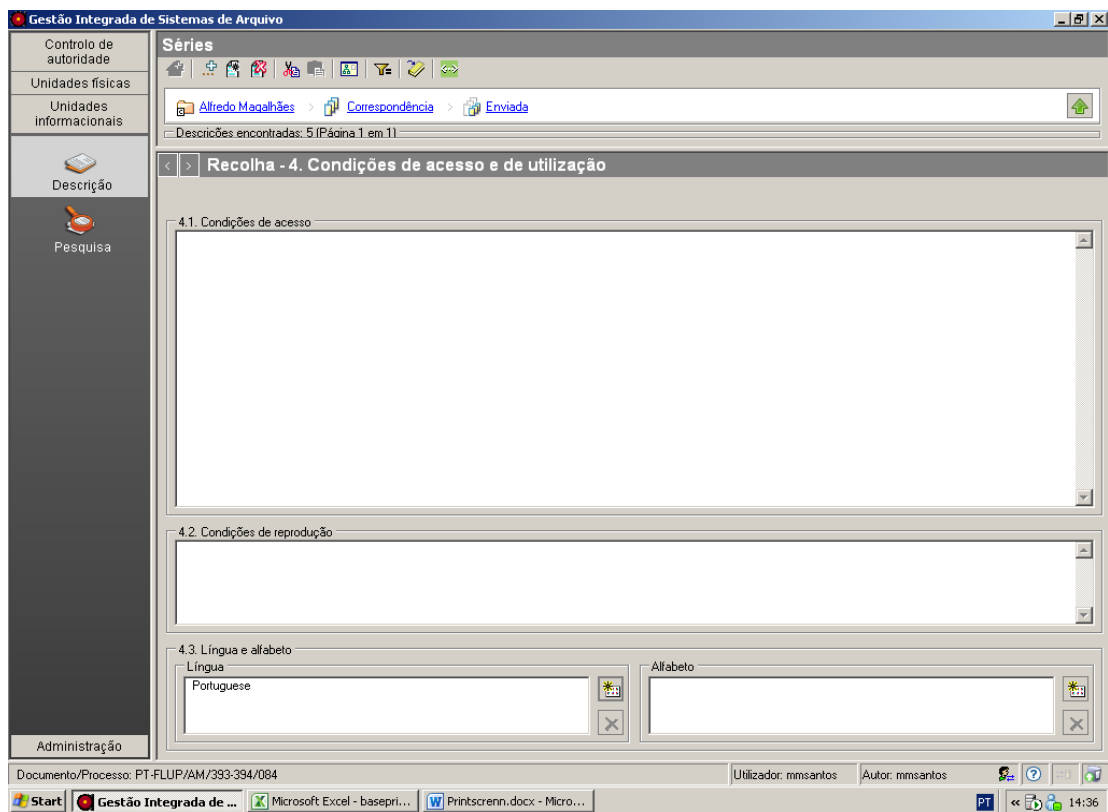 Gestão Integrada de Sistemas de Arquivo
Controlo de
autoridade
Unidades físicas
Unidades
informacionais
Descrição
Pesquisa
Administração
Séries
Alfredo Magalhães > Correspondência > Enviada
Descrições encontradas: 5 (Página 1 em 1)
< > Recolha - 4. Condições de acesso e de utilização
4.1. Condições de acesso
4.2. Condições de reprodução
4.3. Língua e alfabeto
Língua
Portuguese
Alfabeto
Documento/Processo: PT-FLUP/AM/393-394/084 Utilizador: mmsantos Autor: mmsantos
Start Gestão Integrada de ... Microsoft Excel - basepri... Printscrenn.docx - Micro... PT « 14:36